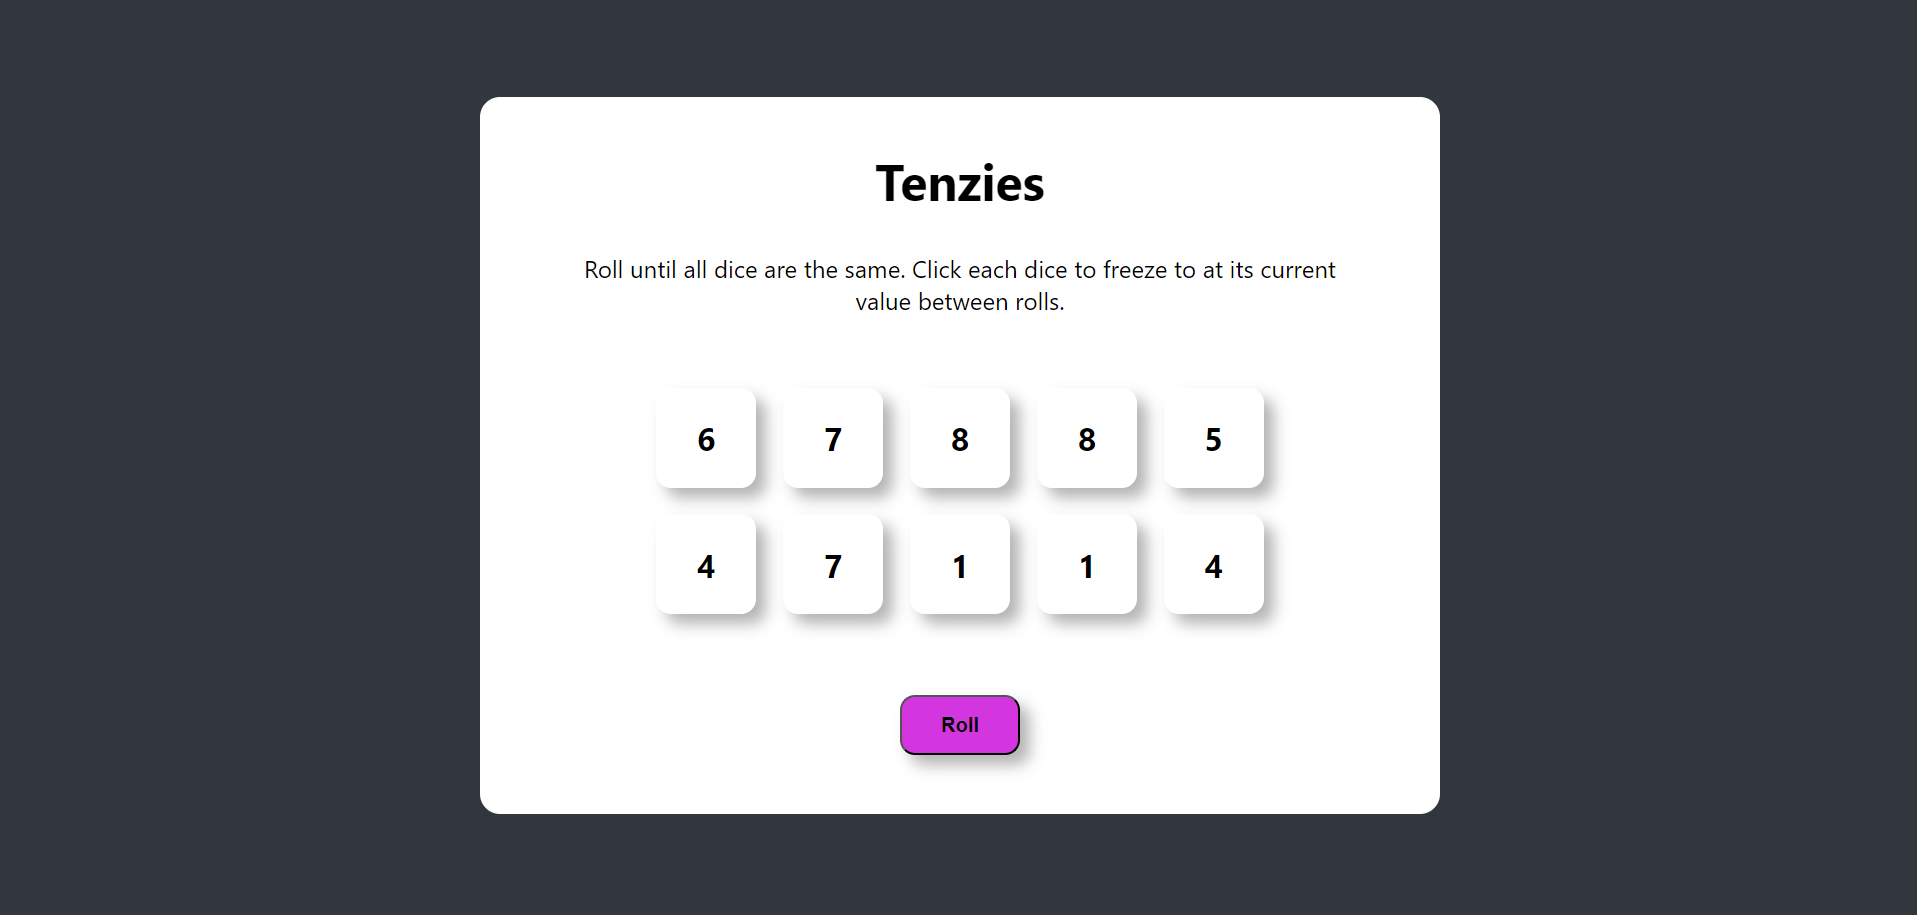 Tenzies
Roll until all dice are the same. Click each dice to freeze to at its current
value between rolls.
6 7 8 8 5
4 7 1 1 4
Roll